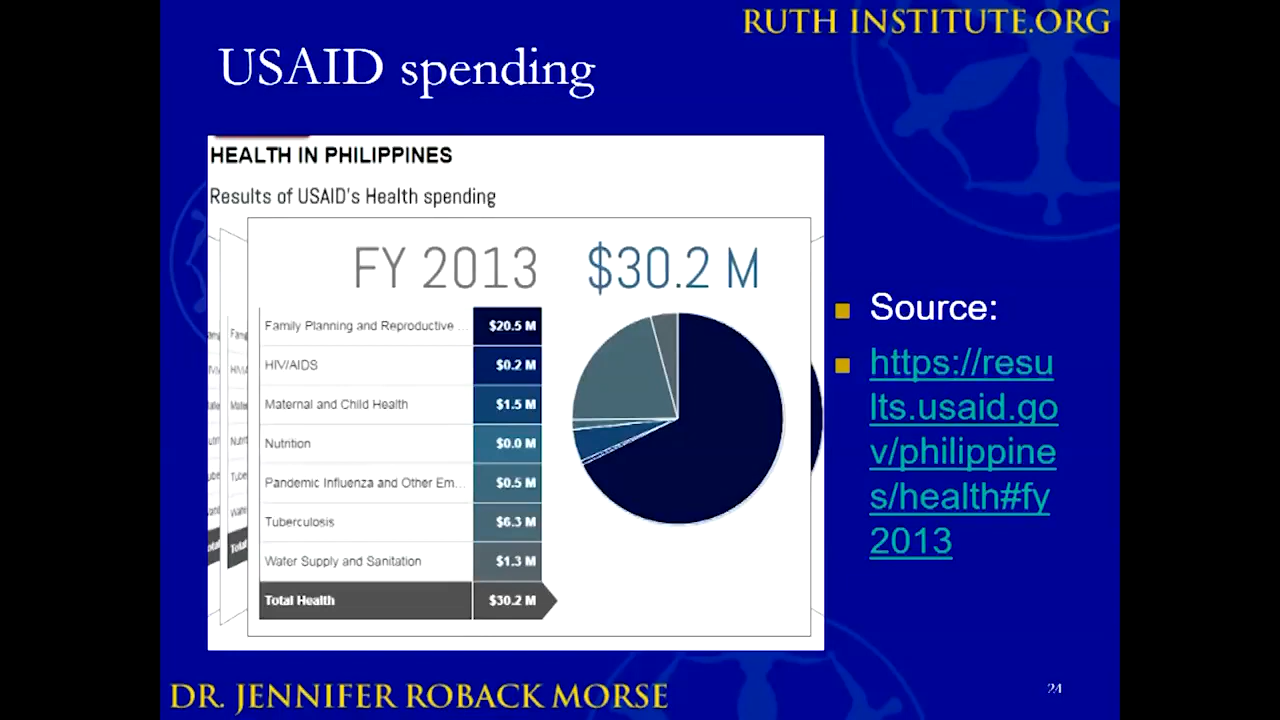 RUTH INSTITUTE.ORG
USAID spending
HEALTH IN PHILIPPINES
Results of USAID's Health spending
FY 2013 $30.2 M
Family Planning and Reproductive ... $20.5 M
HIV/AIDS $0.2 M
Maternal and Child Health $1.5 M
Nutrition $0.0 M
Pandemic Influenza and Other Em... $0.5 M
Tuberculosis $6.3 M
Water Supply and Sanitation $1.3 M
Total Health $30.2 M
Source:
https://resu
lts.usaid.go
v/philippine
s/health#fy
2013
DR. JENNIFER ROBACK MORSE
24